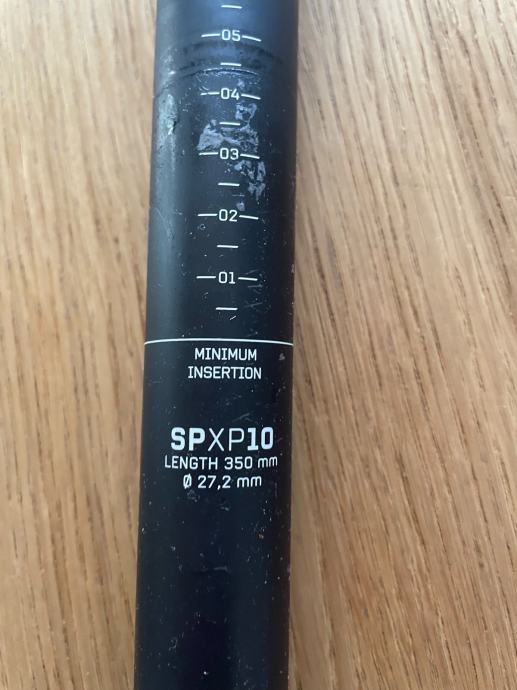 05
04
03
02
01
MINIMUM
INSERTION
SPXP10
LENGTH 350 mm
Ø 27,2 mm